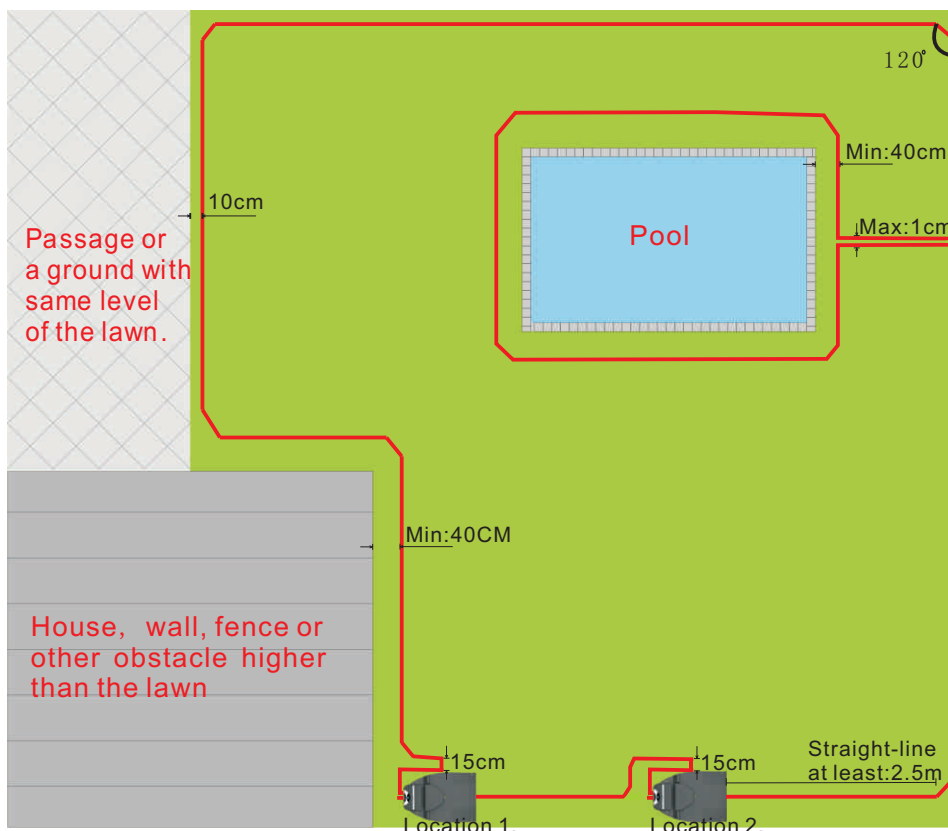 120°
Min:40cm
10cm
Max:1cm
Passage or
a ground with
same level
of the lawn.
Pool
Min:40CM
House, wall, fence or
other obstacle higher
than the lawn
15cm
15cm
Straight-line
at least:2.5m
Location 1.
Location 2.